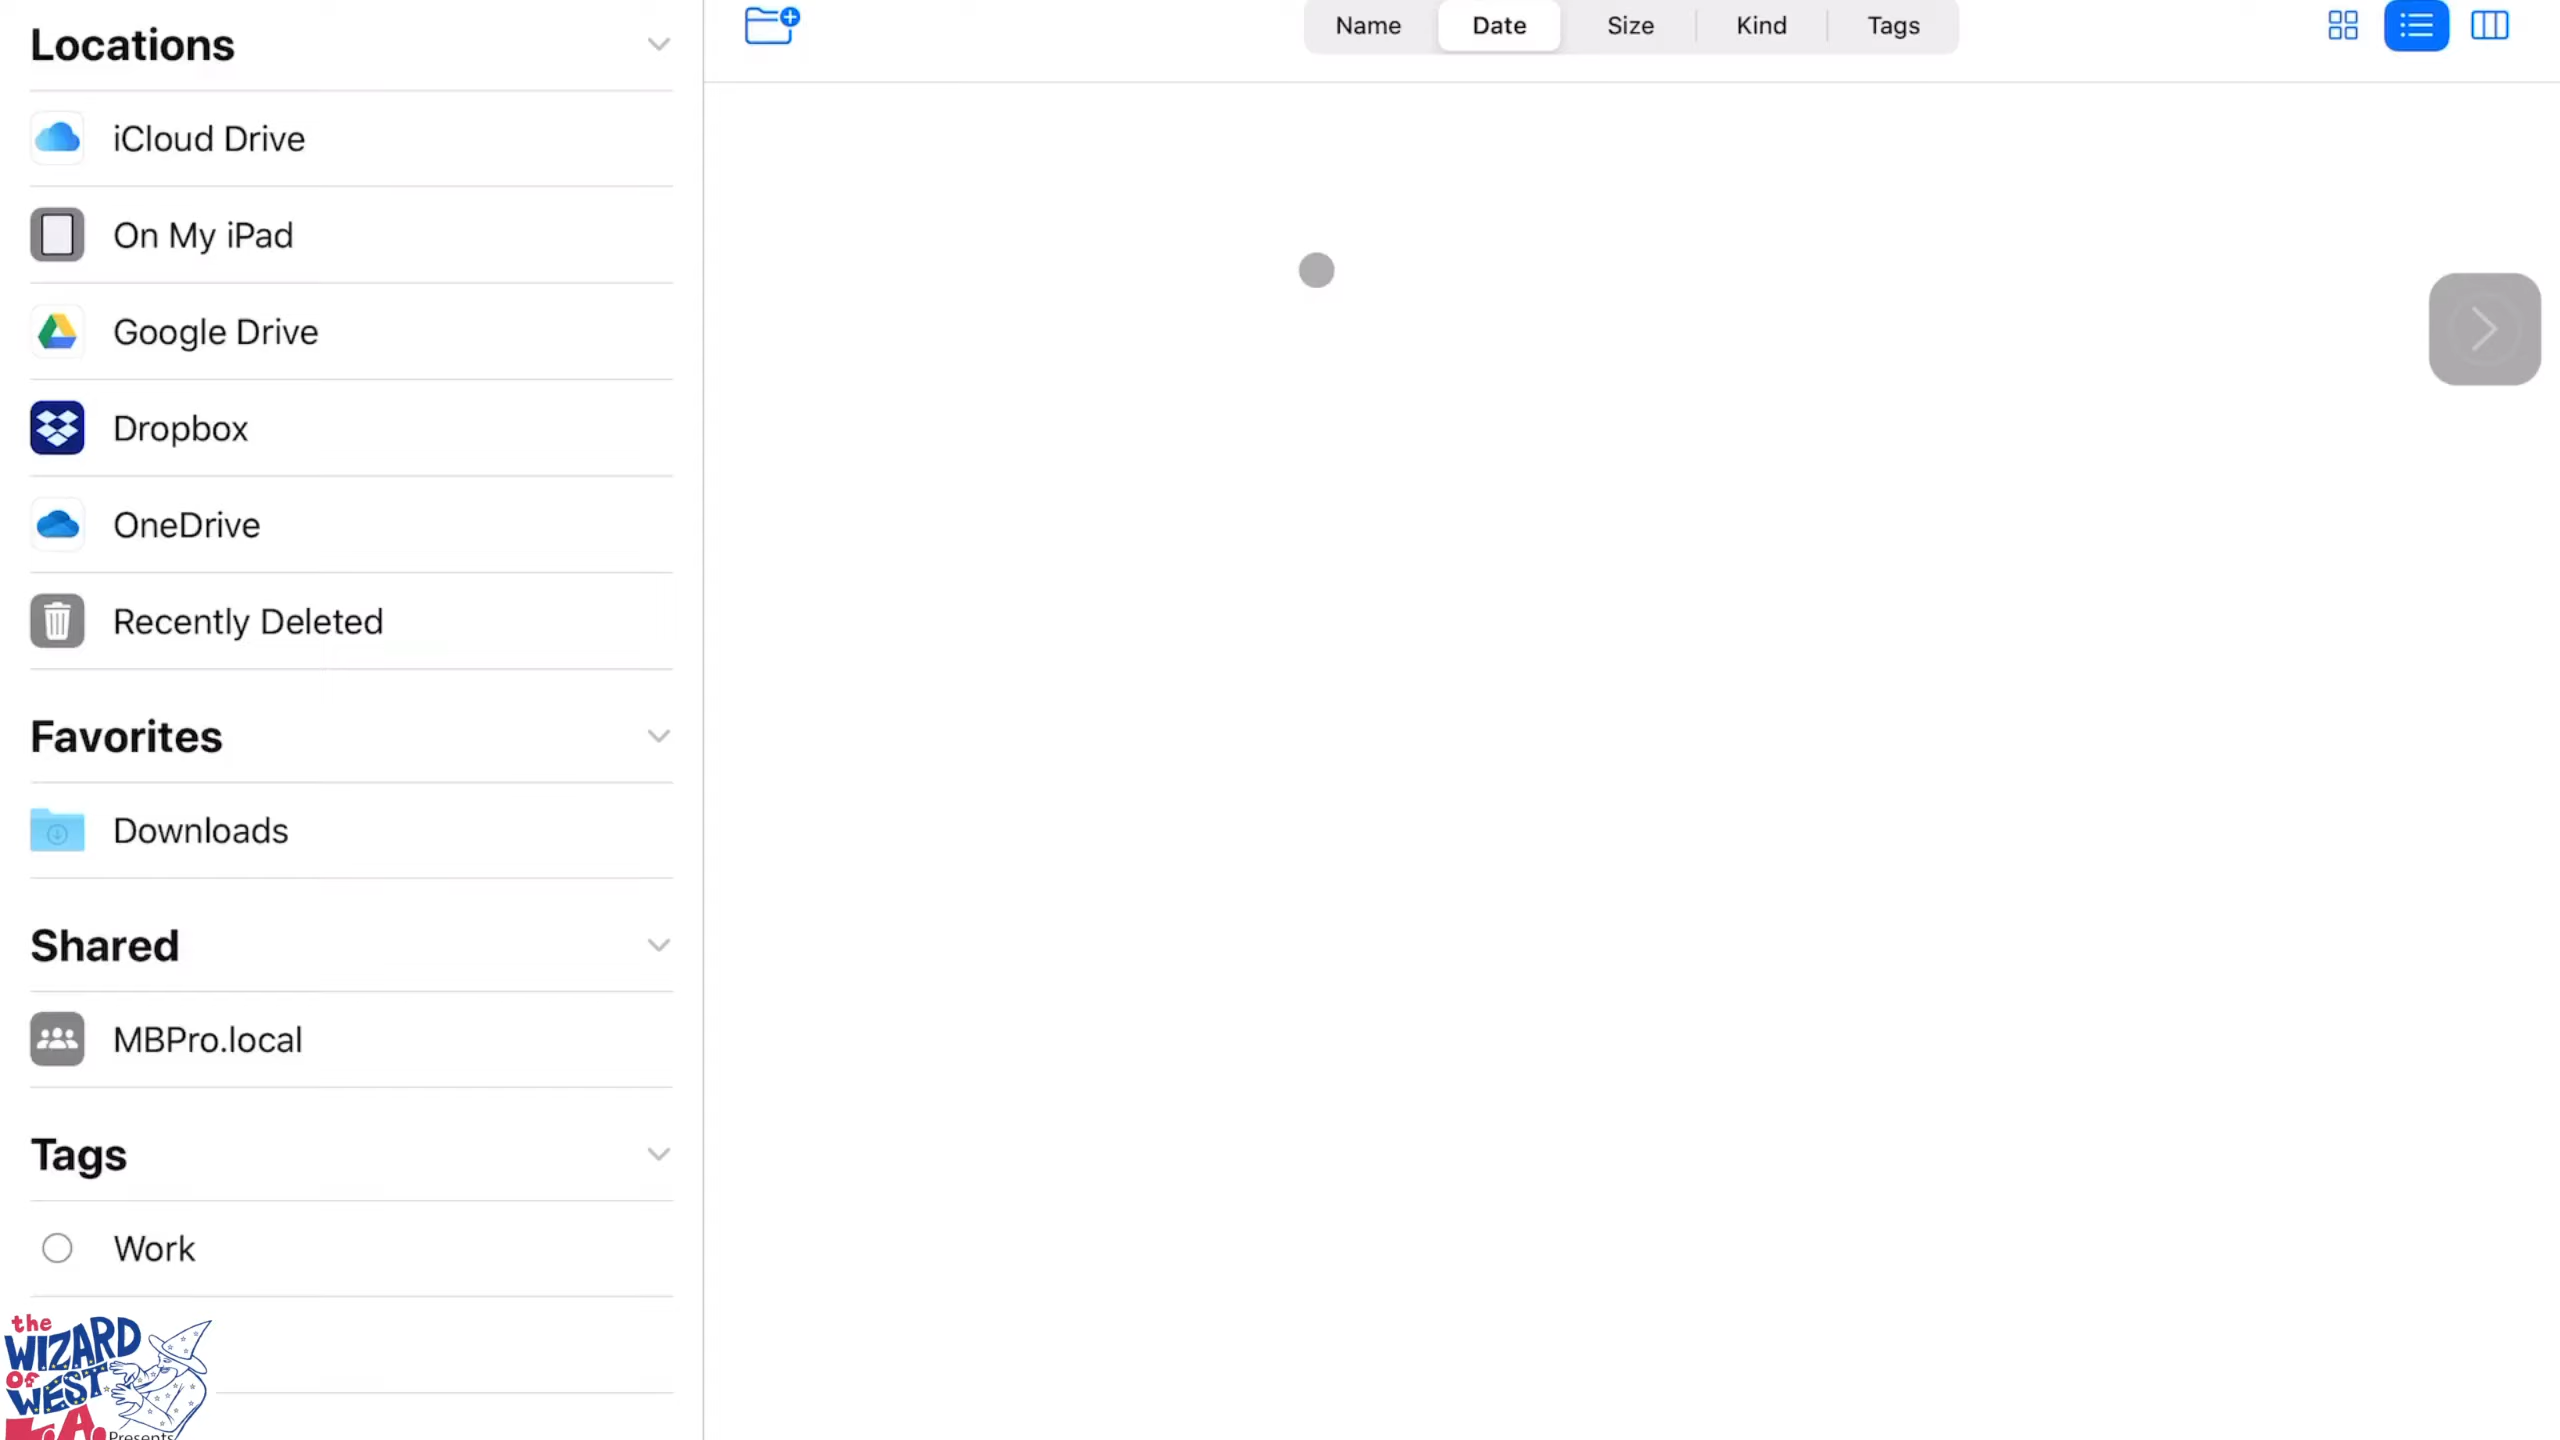 Locations
iCloud Drive
On My iPad
Google Drive
Dropbox
OneDrive
Recently Deleted
Favorites
Downloads
Shared
MBPro.local
Tags
Work
the
WIZARD
OF
WEST
L.A.
Presents
Name Date Size Kind Tags